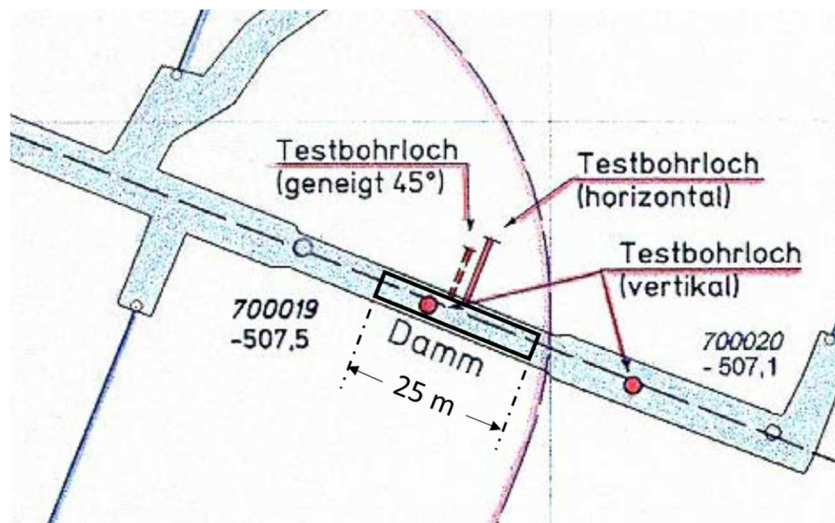 Testbohrloch
(geneigt 45°)
Testbohrloch
(horizontal)
Testbohrloch
(vertikal)
700019
-507,5
Damm
25 m
700020
- 507,1